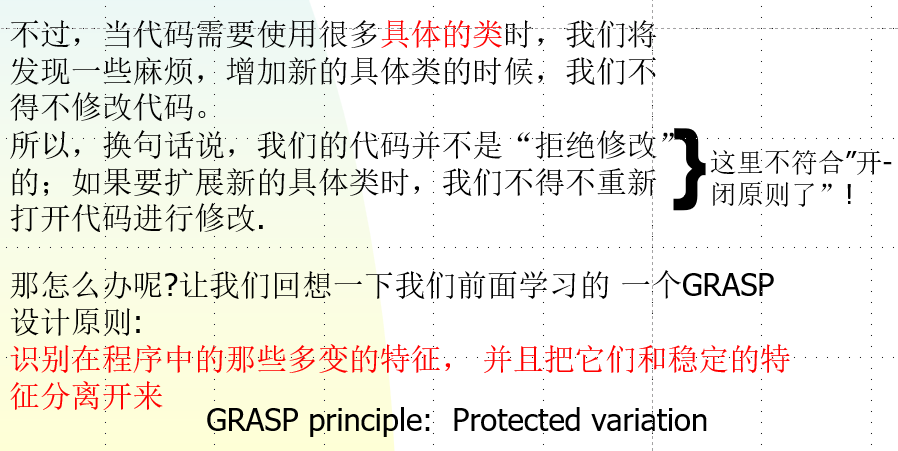 不过，当代码需要使用很多具体的类时，我们将
发现一些麻烦，增加新的具体类的时候，我们不
得不修改代码。
所以，换句话说，我们的代码并不是“拒绝修改”
的；如果要扩展新的具体类时，我们不得不重新
打开代码进行修改.
这里不符合”开-
闭原则了”！
那怎么办呢?让我们回想一下我们前面学习的 一个GRASP
设计原则:
识别在程序中的那些多变的特征， 并且把它们和稳定的特
征分离开来
GRASP principle: Protected variation